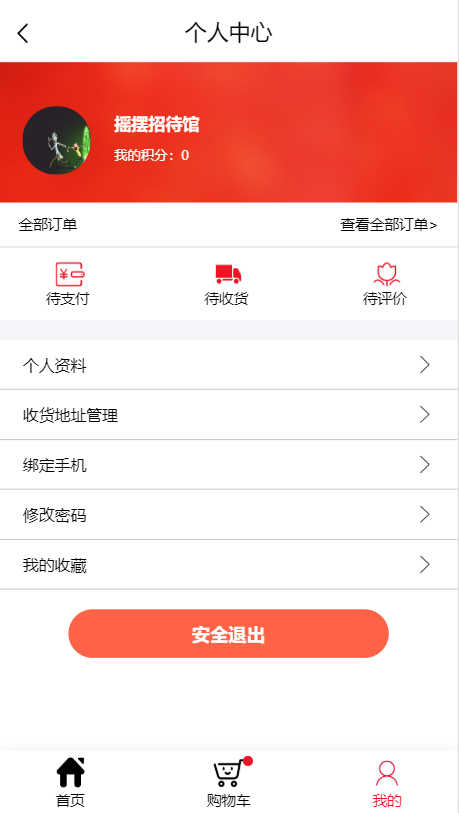 个人中心
摇摆招待馆
我的积分：0
全部订单 查看全部订单>
待支付 待收货 待评价
个人资料
收货地址管理
绑定手机
修改密码
我的收藏
安全退出
首页 购物车 我的